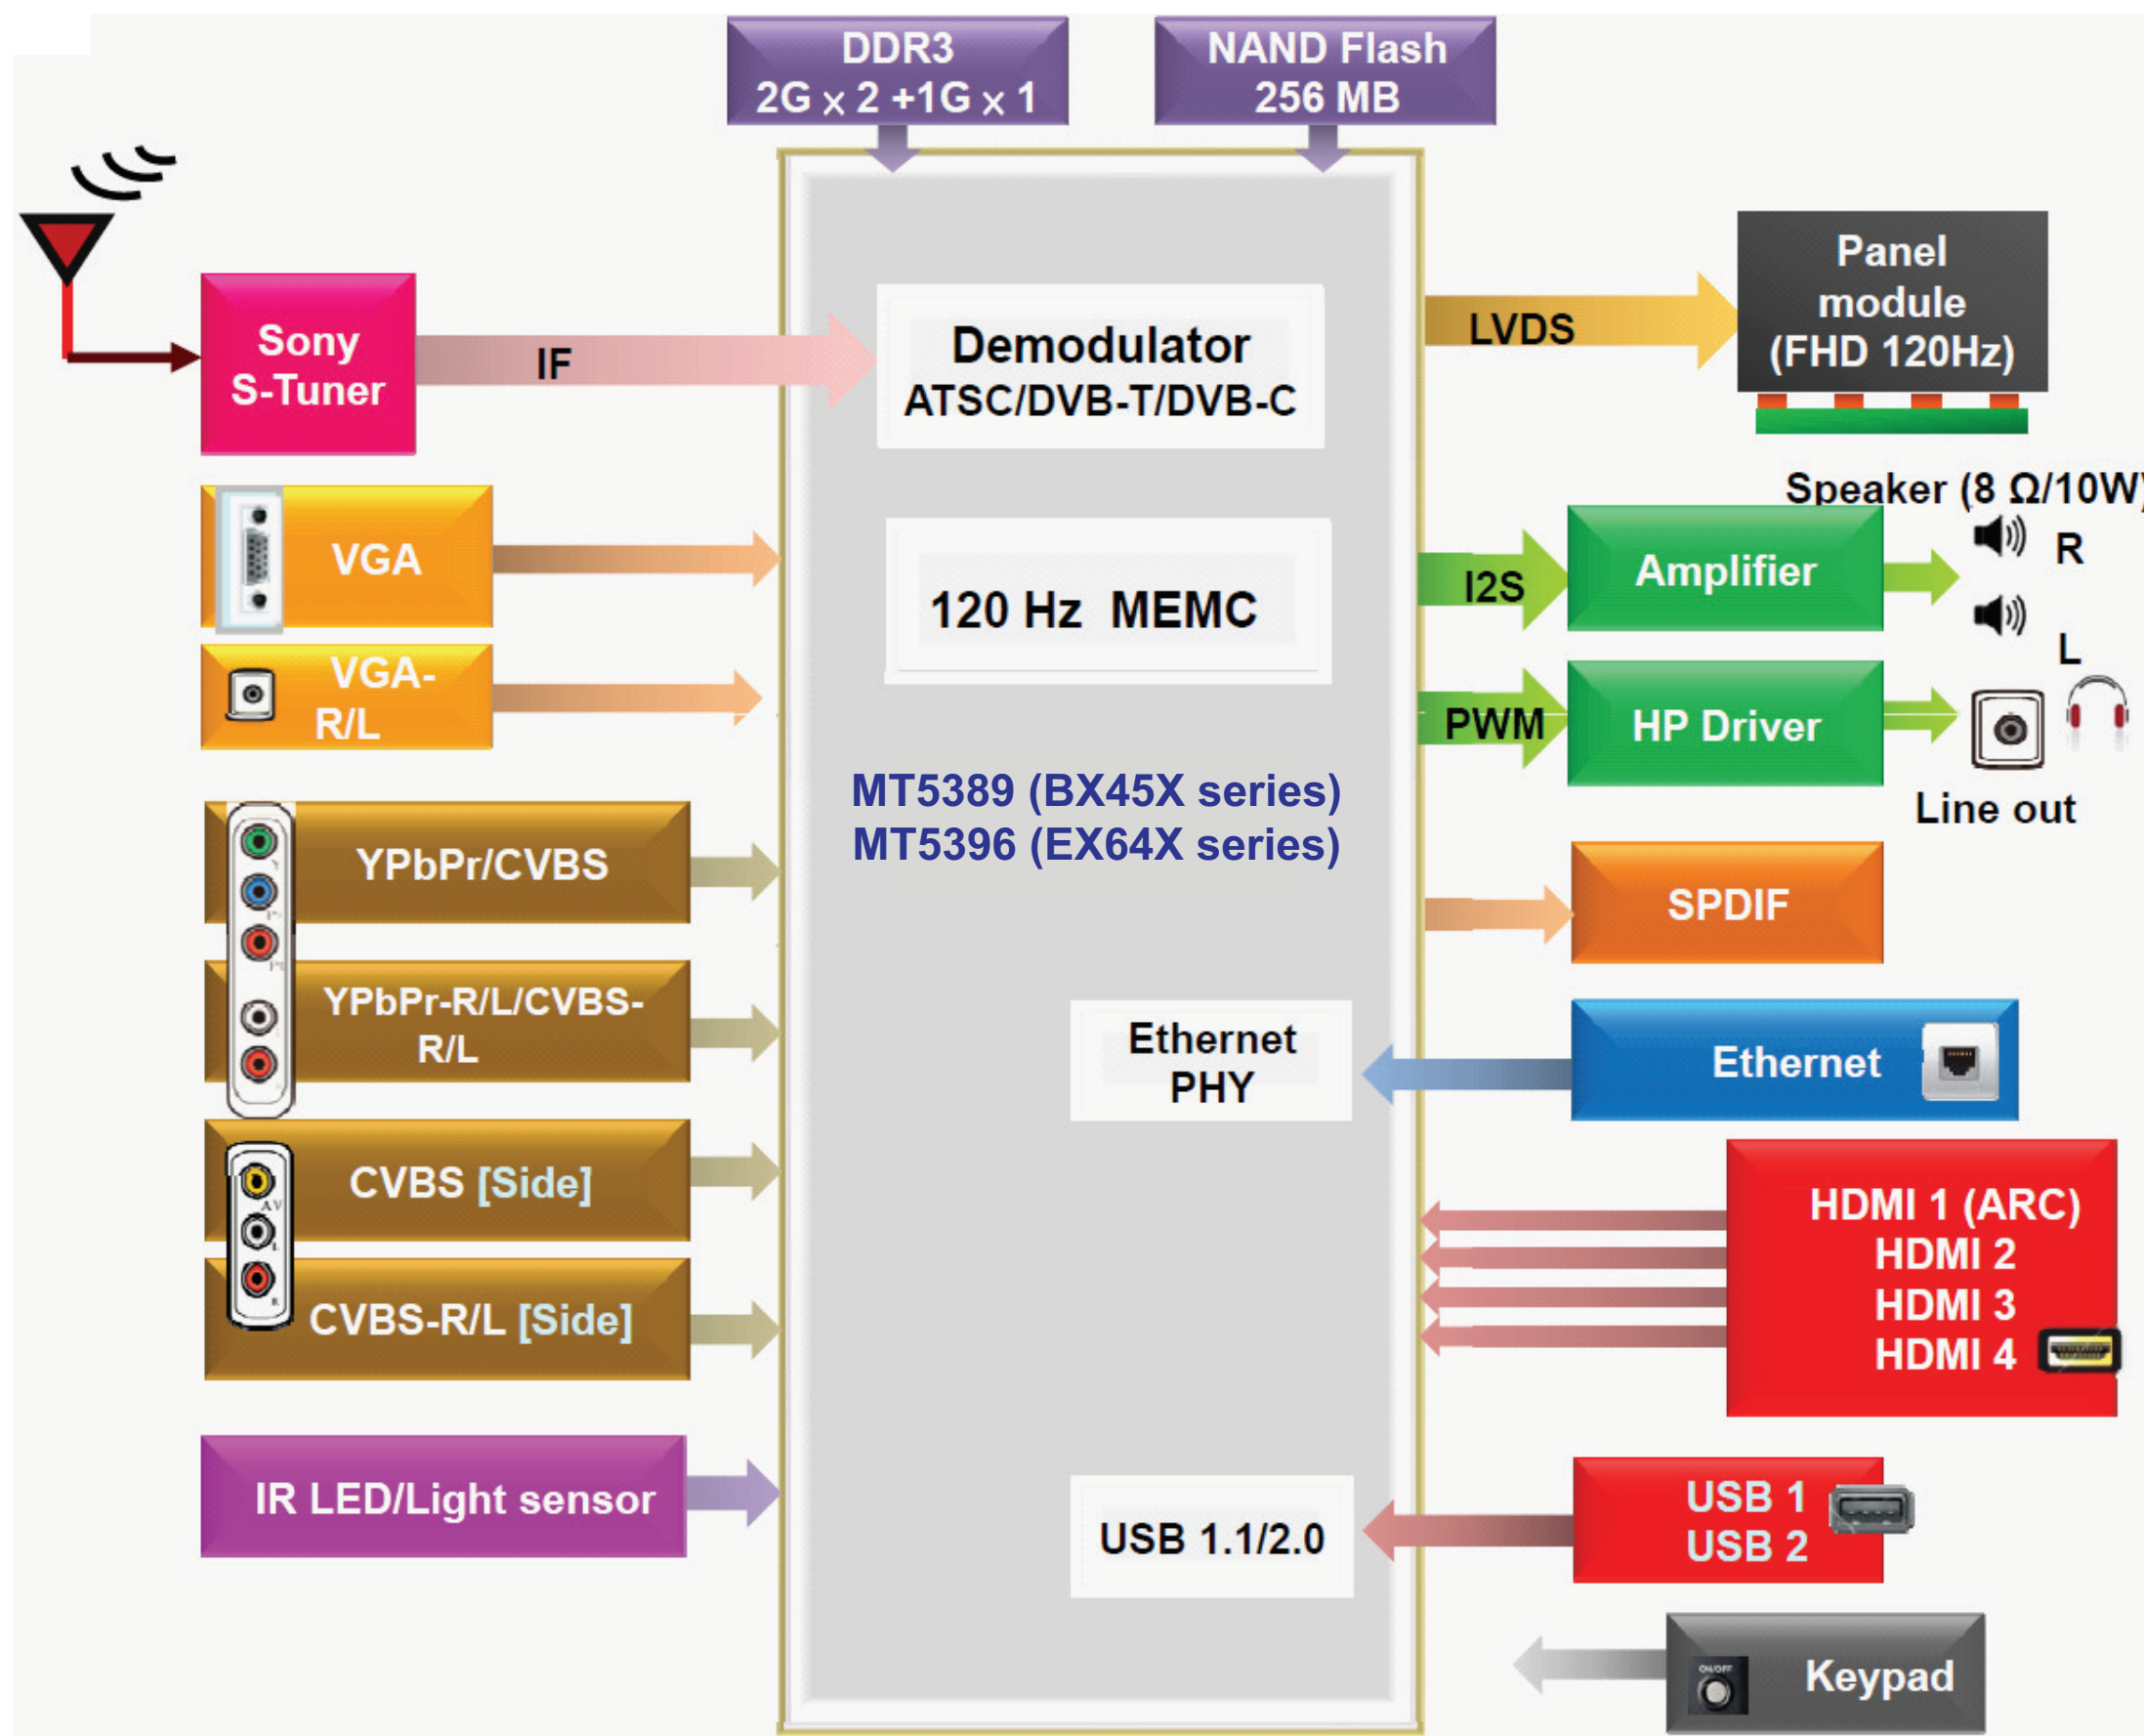 DDR3
2G x 2 +1G x 1
NAND Flash
256 MB
Sony
S-Tuner
IF
Demodulator
ATSC/DVB-T/DVB-C
LVDS
Panel
module
(FHD 120Hz)
VGA
120 Hz MEMC
I2S
Amplifier
Speaker (8 Ω/10W)
R
L
VGA-
R/L
PWM
HP Driver
Line out
MT5389 (BX45X series)
MT5396 (EX64X series)
YPbPr/CVBS
SPDIF
YPbPr-R/L/CVBS-
R/L
Ethernet
PHY
Ethernet
CVBS [Side]
AV
L
R
CVBS-R/L [Side]
HDMI 1 (ARC)
HDMI 2
HDMI 3
HDMI 4
IR LED/Light sensor
USB 1.1/2.0
USB 1
USB 2
ON/OFF
Keypad